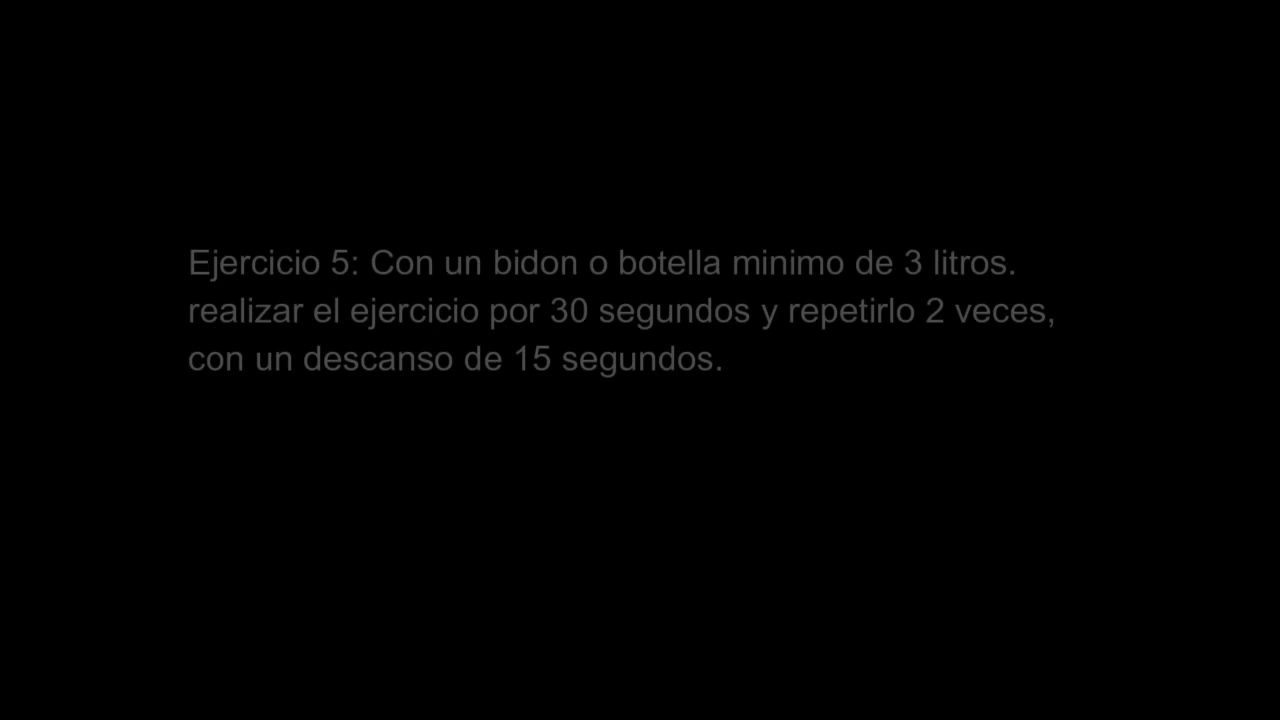 Ejercicio 5: Con un bidon o botella minimo de 3 litros.
realizar el ejercicio por 30 segundos y repetirlo 2 veces,
con un descanso de 15 segundos.